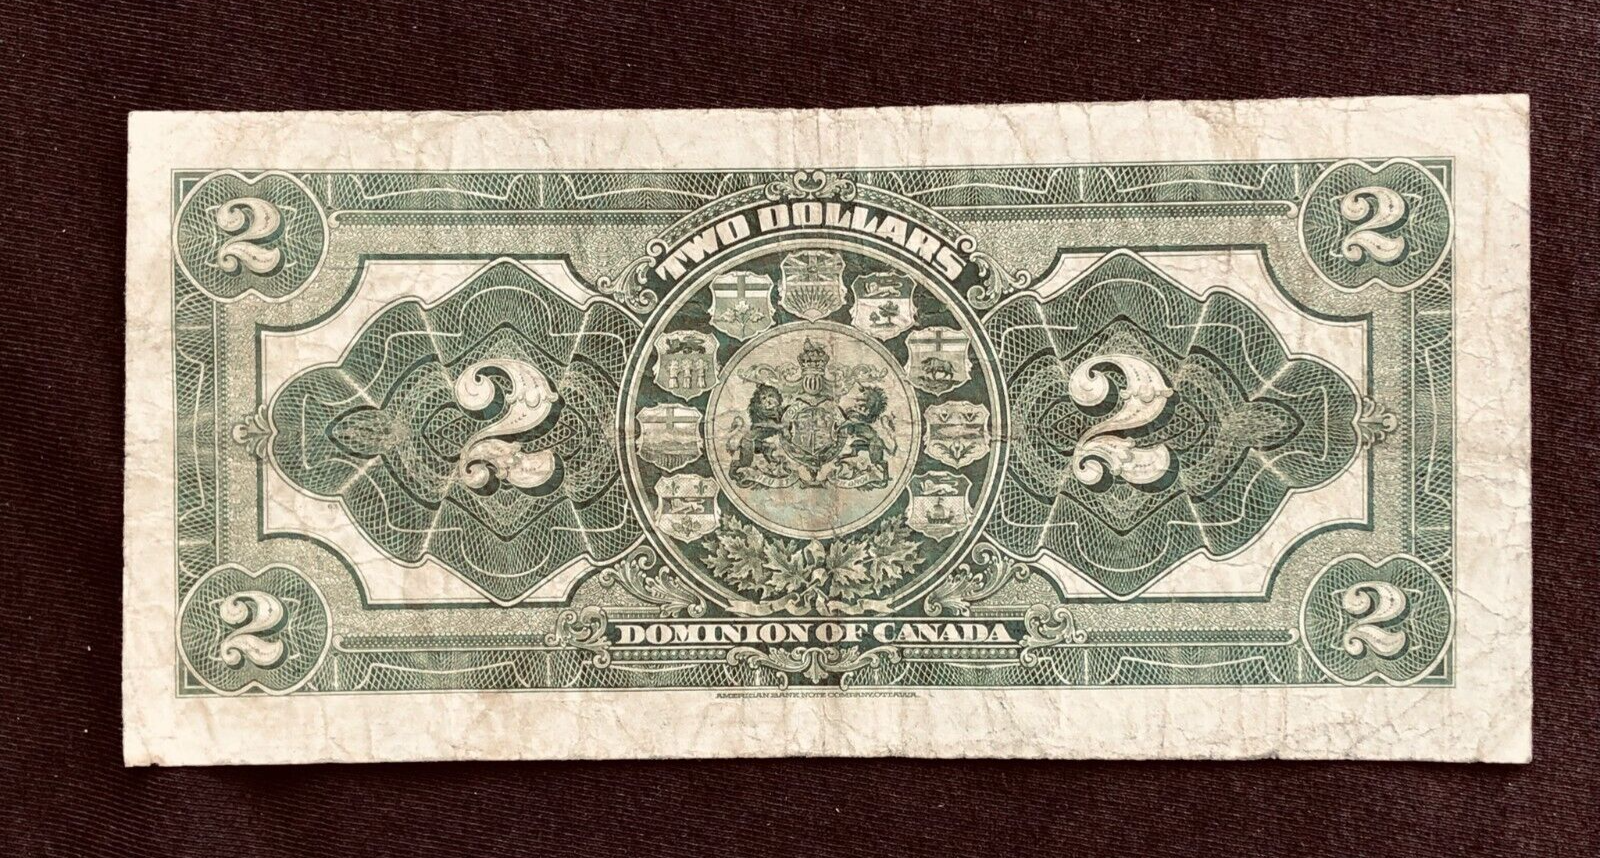 2 2
TWO DOLLARS
2 2
2 2
DOMINION OF CANADA
AMERICAN BANK NOTE COMPANY, OTTAWA.